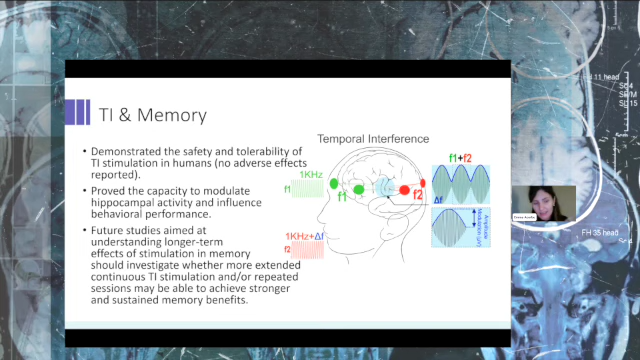 TI & Memory
Temporal Interference
• Demonstrated the safety and tolerability of
TI stimulation in humans (no adverse effects
reported).
• Proved the capacity to modulate
hippocampal activity and influence
behavioral performance.
• Future studies aimed at
understanding longer-term
effects of stimulation in memory
should investigate whether more extended
continuous TI stimulation and/or repeated
sessions may be able to achieve stronger
and sustained memory benefits.
1KHz
f1
f1
f2
1KHz+Δf
f2
f1+f2
Δf
Amplitude
Modulation
11 head
FH 35 head